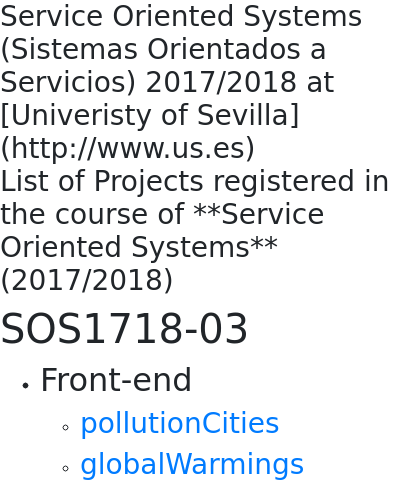 Service Oriented Systems
(Sistemas Orientados a
Servicios) 2017/2018 at
[Univeristy of Sevilla]
(http://www.us.es)
List of Projects registered in
the course of **Service
Oriented Systems**
(2017/2018)
SOS1718-03
• Front-end
◦ pollutionCities
◦ globalWarmings